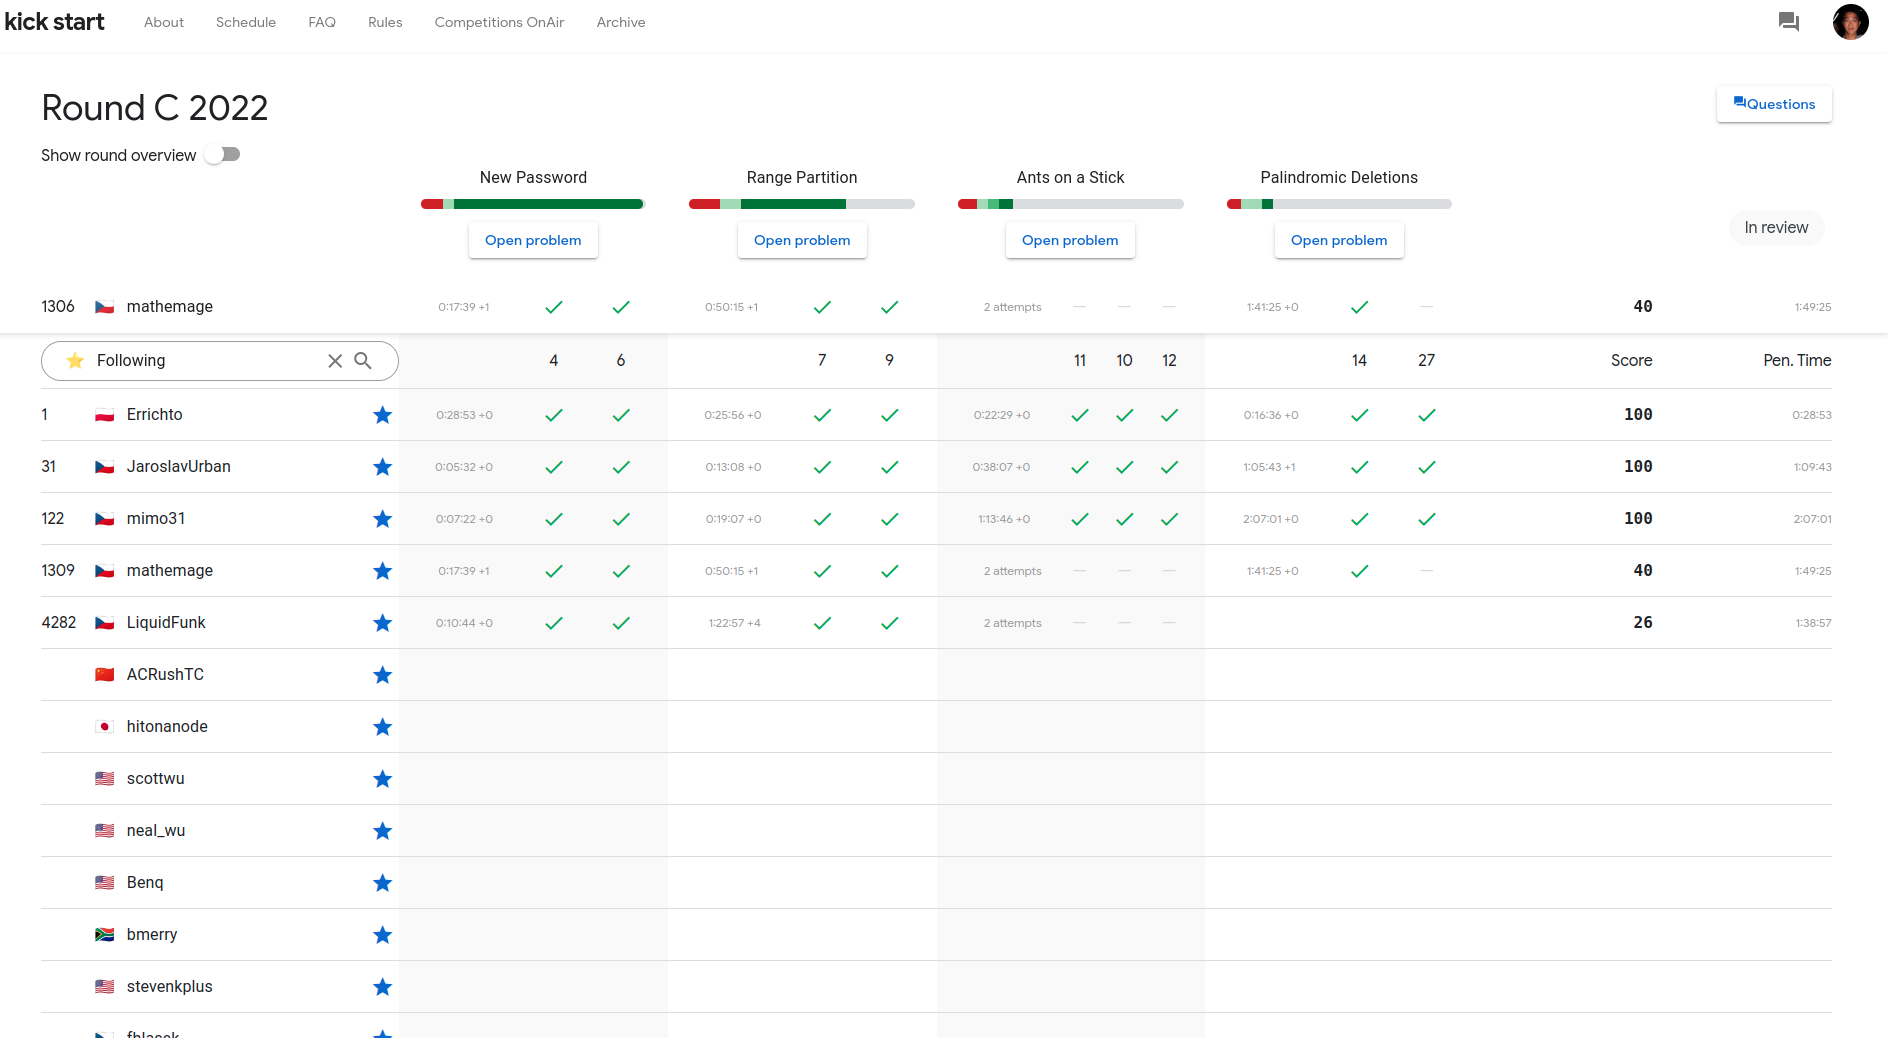 kick start About Schedule FAQ Rules Competitions OnAir Archive
Round C 2022
Questions
Show round overview
New Password Range Partition Ants on a Stick Palindromic Deletions
Open problem Open problem Open problem Open problem
In review
1306 mathemage 0:17:39 +1 0:50:15 +1 2 attempts — — — 1:41:25 +0 — 40 1:49:25
Following 4 6 7 9 11 10 12 14 27 Score Pen. Time
1 Errichto 0:28:53 +0 0:25:56 +0 0:22:29 +0 0:16:36 +0 100 0:28:53
31 JaroslavUrban 0:05:32 +0 0:13:08 +0 0:38:07 +0 1:05:43 +1 100 1:09:43
122 mimo31 0:07:22 +0 0:19:07 +0 1:13:46 +0 2:07:01 +0 100 2:07:01
1309 mathemage 0:17:39 +1 0:50:15 +1 2 attempts — — — 1:41:25 +0 — 40 1:49:25
4282 LiquidFunk 0:10:44 +0 1:22:57 +4 2 attempts — — — 26 1:38:57
ACRushTC
hitonanode
scottwu
neal_wu
Benq
bmerry
stevenkplus